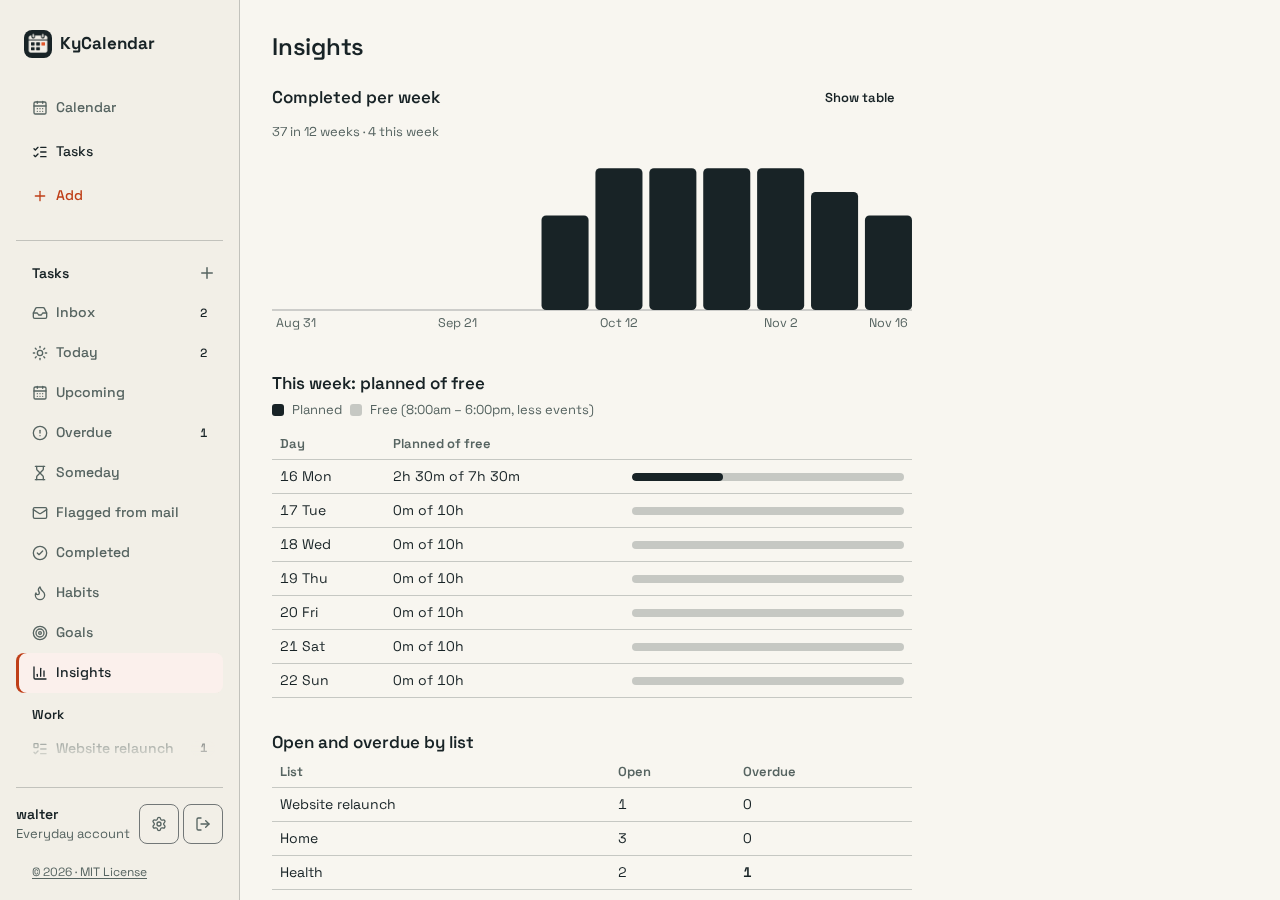 KyCalendar
Calendar
Tasks
Add
Tasks
Inbox 2
Today 2
Upcoming
Overdue 1
Someday
Flagged from mail
Completed
Habits
Goals
Insights
Work
Website relaunch 1
walter
Everyday account
© 2026 · MIT License
Insights
Completed per week
Show table
37 in 12 weeks · 4 this week
Aug 31 Sep 21 Oct 12 Nov 2 Nov 16
This week: planned of free
Planned Free (8:00am – 6:00pm, less events)
Day Planned of free
16 Mon 2h 30m of 7h 30m
17 Tue 0m of 10h
18 Wed 0m of 10h
19 Thu 0m of 10h
20 Fri 0m of 10h
21 Sat 0m of 10h
22 Sun 0m of 10h
Open and overdue by list
List Open Overdue
Website relaunch 1 0
Home 3 0
Health 2 1